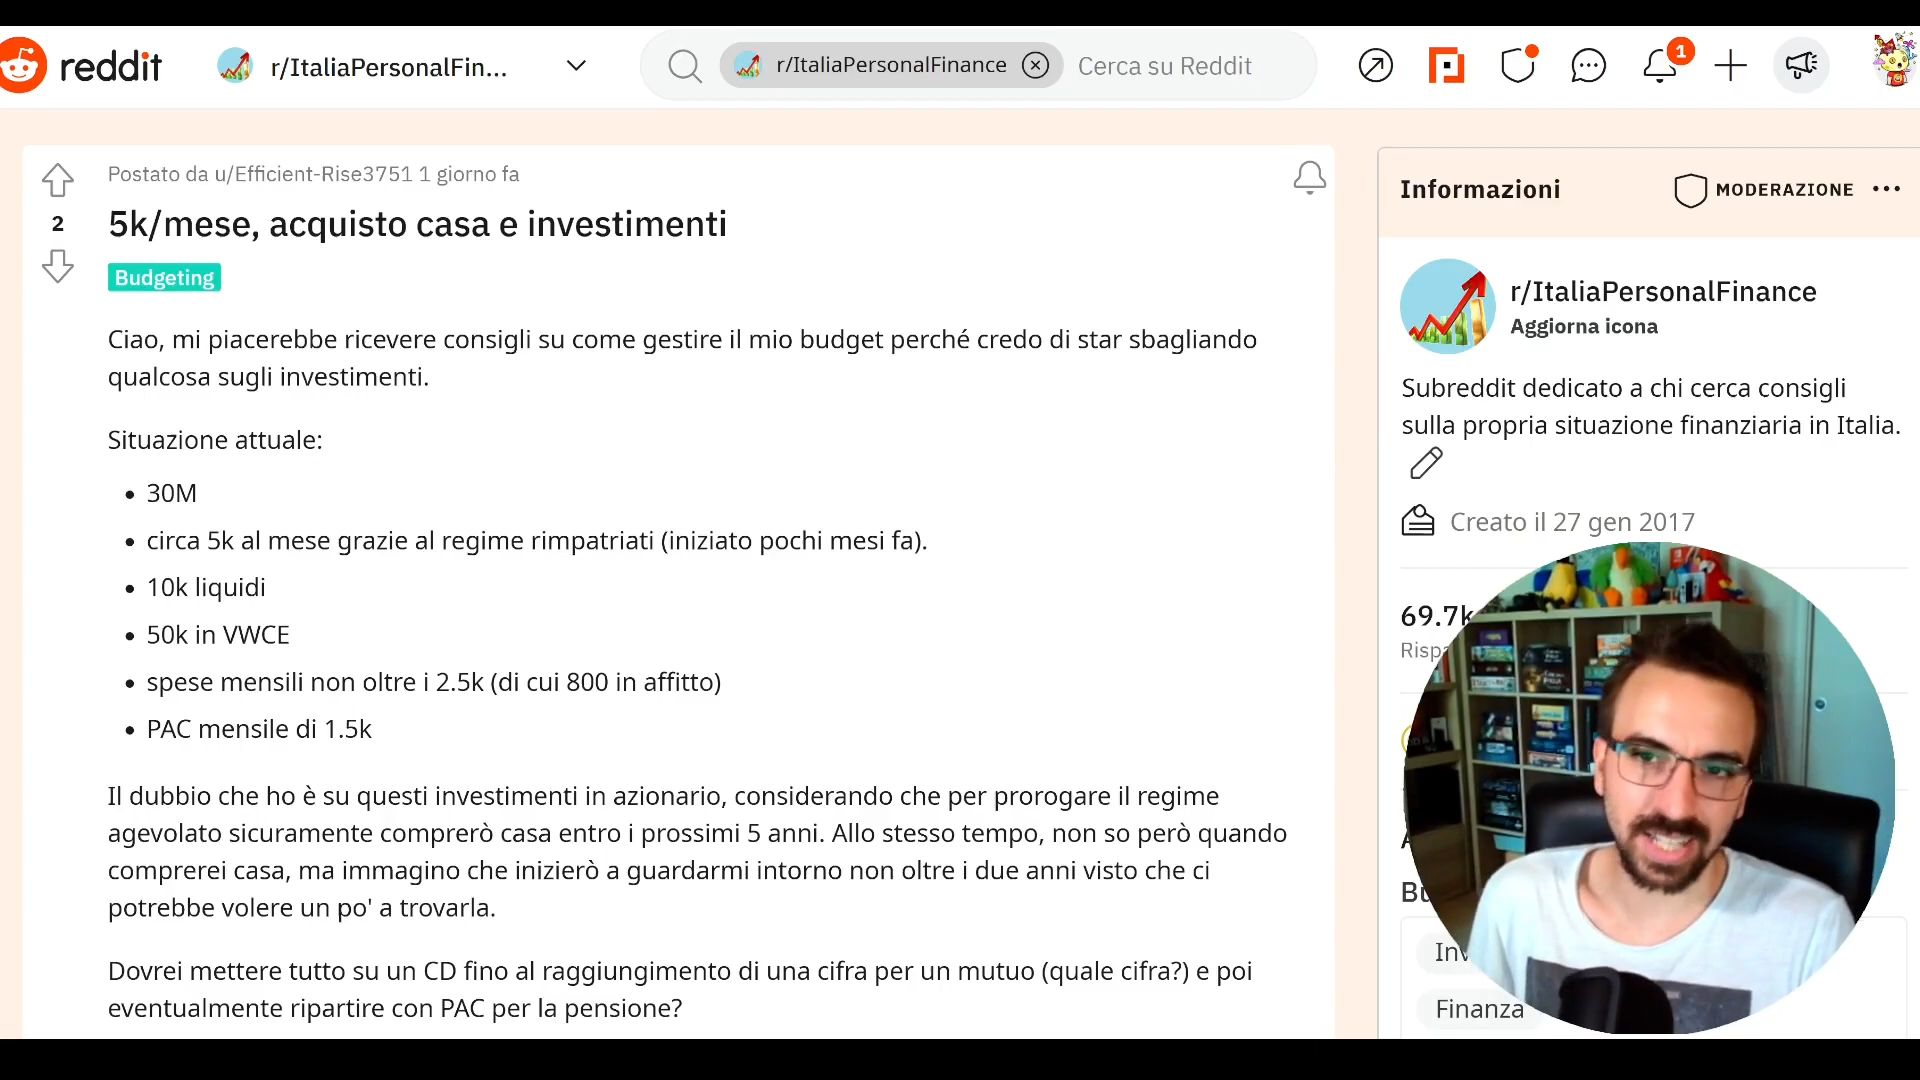 reddit
r/ItaliaPersonalFin...
r/ItaliaPersonalFinance
Cerca su Reddit
1
Postato da u/Efficient-Rise3751 1 giorno fa
2
5k/mese, acquisto casa e investimenti
Budgeting
Ciao, mi piacerebbe ricevere consigli su come gestire il mio budget perché credo di star sbagliando
qualcosa sugli investimenti.
Situazione attuale:
• 30M
• circa 5k al mese grazie al regime rimpatriati (iniziato pochi mesi fa).
• 10k liquidi
• 50k in VWCE
• spese mensili non oltre i 2.5k (di cui 800 in affitto)
• PAC mensile di 1.5k
Il dubbio che ho è su questi investimenti in azionario, considerando che per prorogare il regime
agevolato sicuramente comprerò casa entro i prossimi 5 anni. Allo stesso tempo, non so però quando
comprerei casa, ma immagino che inizierò a guardarmi intorno non oltre i due anni visto che ci
potrebbe volere un po' a trovarla.
Dovrei mettere tutto su un CD fino al raggiungimento di una cifra per un mutuo (quale cifra?) e poi
eventualmente ripartire con PAC per la pensione?
Informazioni
MODERAZIONE
r/ItaliaPersonalFinance
Aggiorna icona
Subreddit dedicato a chi cerca consigli
sulla propria situazione finanziaria in Italia.
Creato il 27 gen 2017
69.7k
Risp
Bu
Inv
Finanza